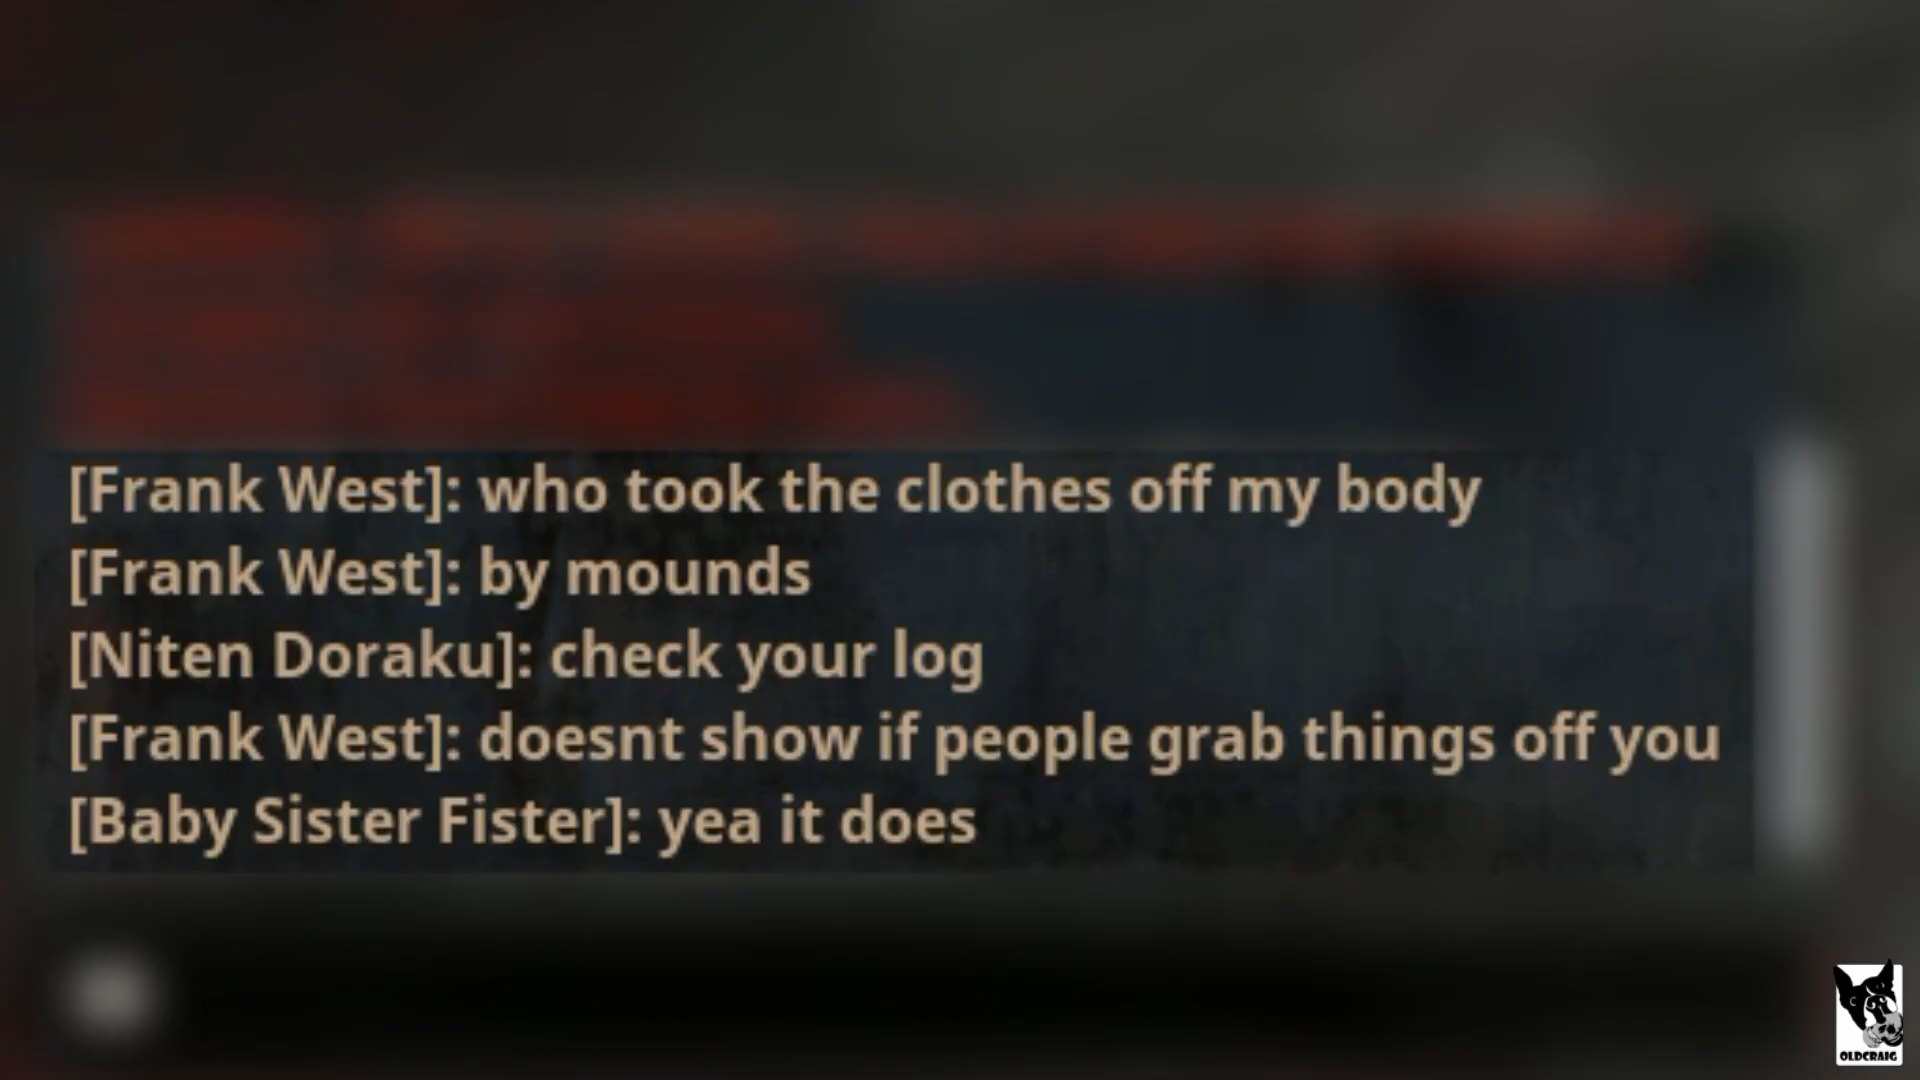 [Frank West]: who took the clothes off my body
[Frank West]: by mounds
[Niten Doraku]: check your log
[Frank West]: doesnt show if people grab things off you
[Baby Sister Fister]: yea it does
OLDCRAIG